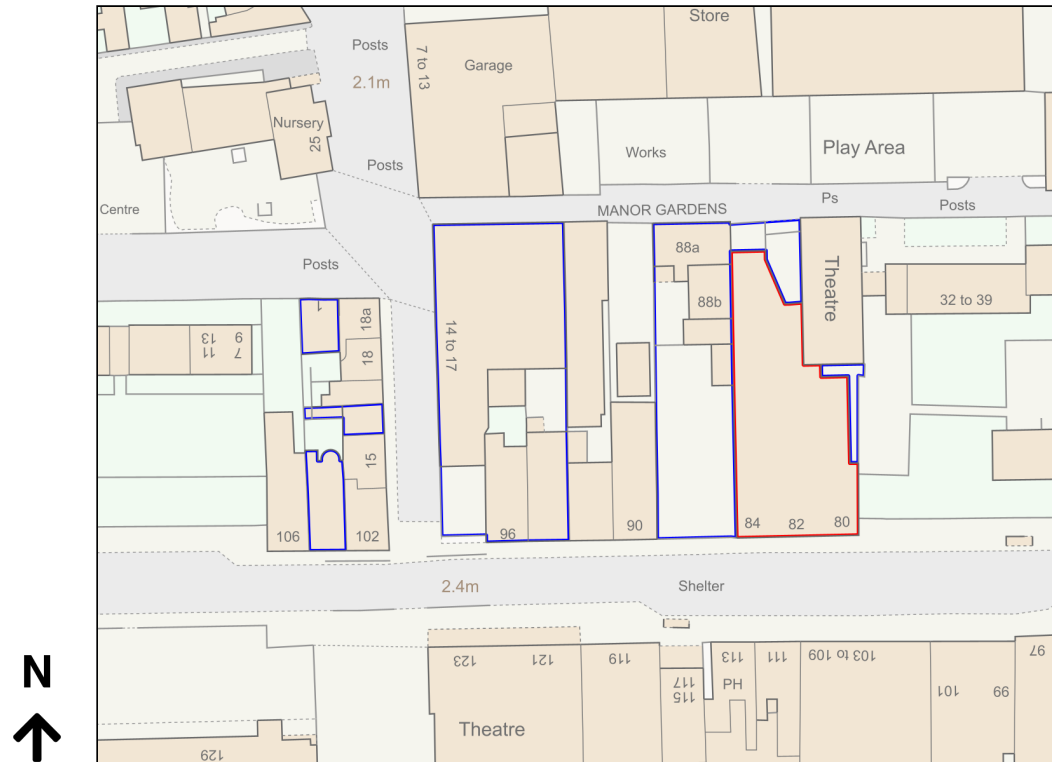 Store
Posts
7 to 13
Garage
2.1m
Nursery
25
Works
Play Area
Posts
Centre
MANOR GARDENS
Ps
Posts
88a
Posts
Theatre
88b
32 to 39
1
18a
14 to 17
7
9
11
13
18
15
106
102
96
90
84
82
80
2.4m
Shelter
123
121
119
117
115
113
PH
111
103 to 109
101
99
97
Theatre
129
N